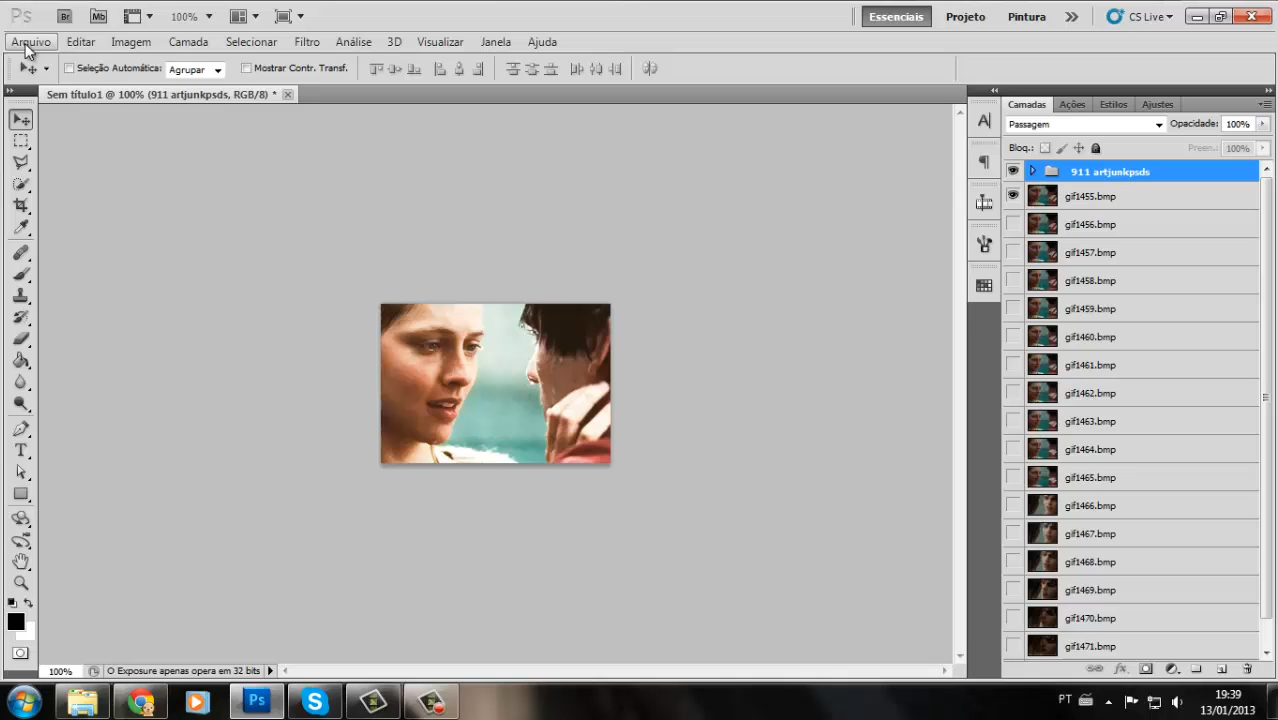 Ps Br Mb 100% Essenciais Projeto Pintura CS Live
Arquivo Editar Imagem Camada Selecionar Filtro Análise 3D Visualizar Janela Ajuda
Seleção Automática: Agrupar Mostrar Contr. Transf.
Sem título1 @ 100% (911 artjunkpsds, RGB/8) *
Camadas Ações Estilos Ajustes
Passagem Opacidade: 100%
Bloq.: Preen.: 100%
911 artjunkpsds
gif1455.bmp
gif1456.bmp
gif1457.bmp
gif1458.bmp
gif1459.bmp
gif1460.bmp
gif1461.bmp
gif1462.bmp
gif1463.bmp
gif1464.bmp
gif1465.bmp
gif1466.bmp
gif1467.bmp
gif1468.bmp
gif1469.bmp
gif1470.bmp
gif1471.bmp
100% Exposure apenas opera em 32 bits
Ps PT 19:39
13/01/2013